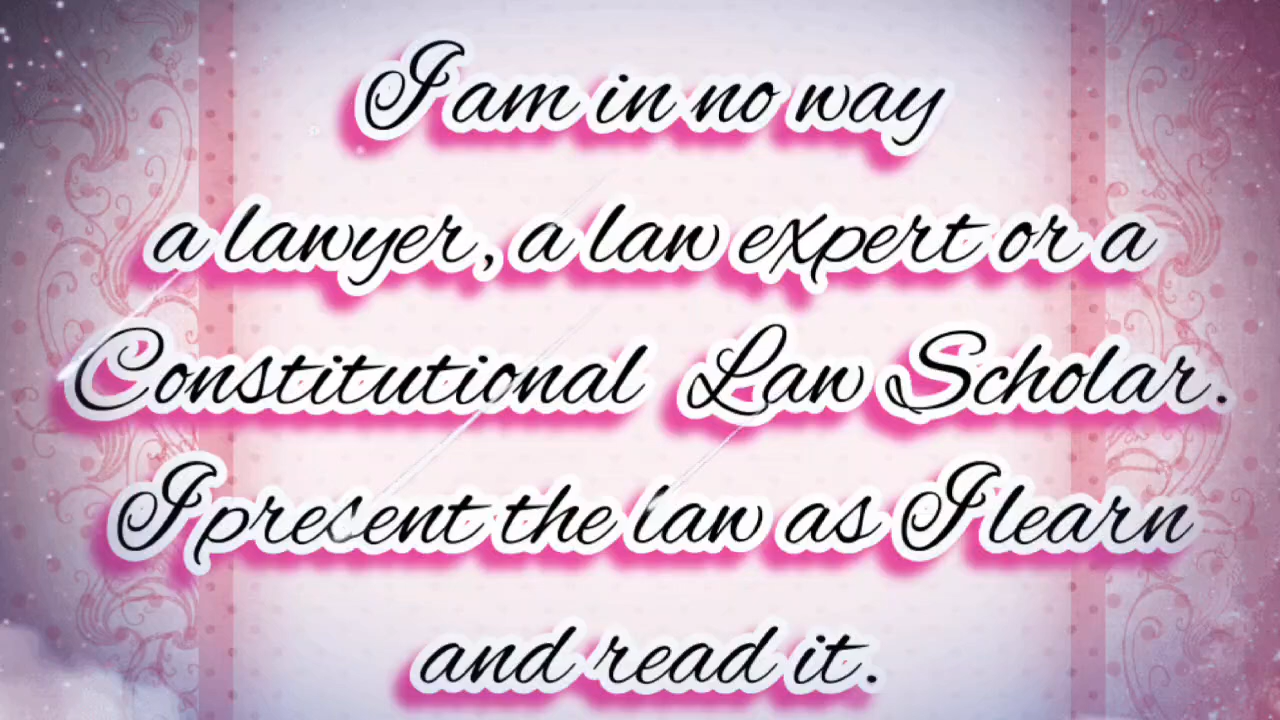 I am in no way
a lawyer, a law expert or a
Constitutional Law Scholar.
I present the law as I learn
and read it.